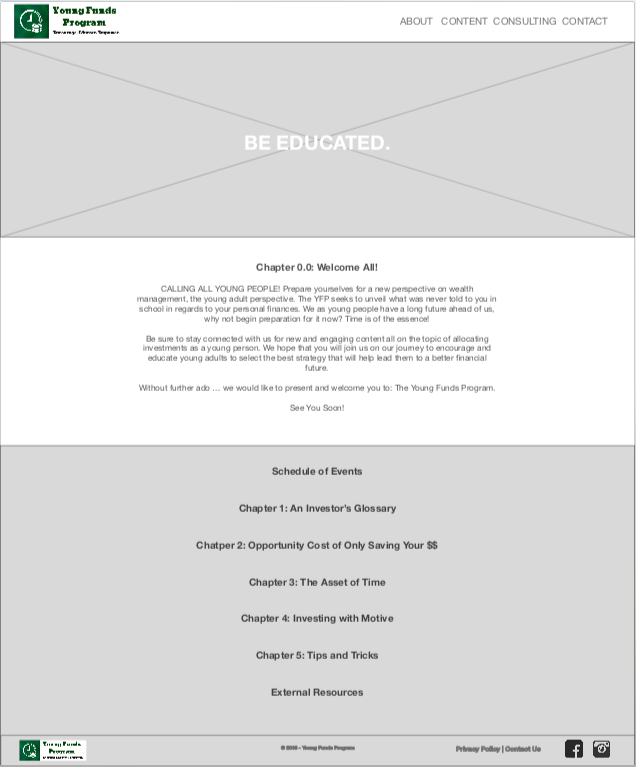 Young Funds
Program
ABOUT CONTENT CONSULTING CONTACT
BE EDUCATED.
Chapter 0.0: Welcome All!
CALLING ALL YOUNG PEOPLE! Prepare yourselves for a new perspective on wealth
management, the young adult perspective. The YFP seeks to unveil what was never told to you in
school in regards to your personal finances. We as young people have a long future ahead of us,
why not begin preparation for it now? Time is of the essence!
Be sure to stay connected with us for new and engaging content all on the topic of allocating
investments as a young person. We hope that you will join us on our journey to encourage and
educate young adults to select the best strategy that will help lead them to a better financial
future.
Without further ado ... we would like to present and welcome you to: The Young Funds Program.
See You Soon!
Schedule of Events
Chapter 1: An Investor's Glossary
Chatper 2: Opportunity Cost of Only Saving Your $$
Chapter 3: The Asset of Time
Chapter 4: Investing with Motive
Chapter 5: Tips and Tricks
External Resources
Young Funds
Program
© - Young Funds Program
Privacy Policy | Contact Us